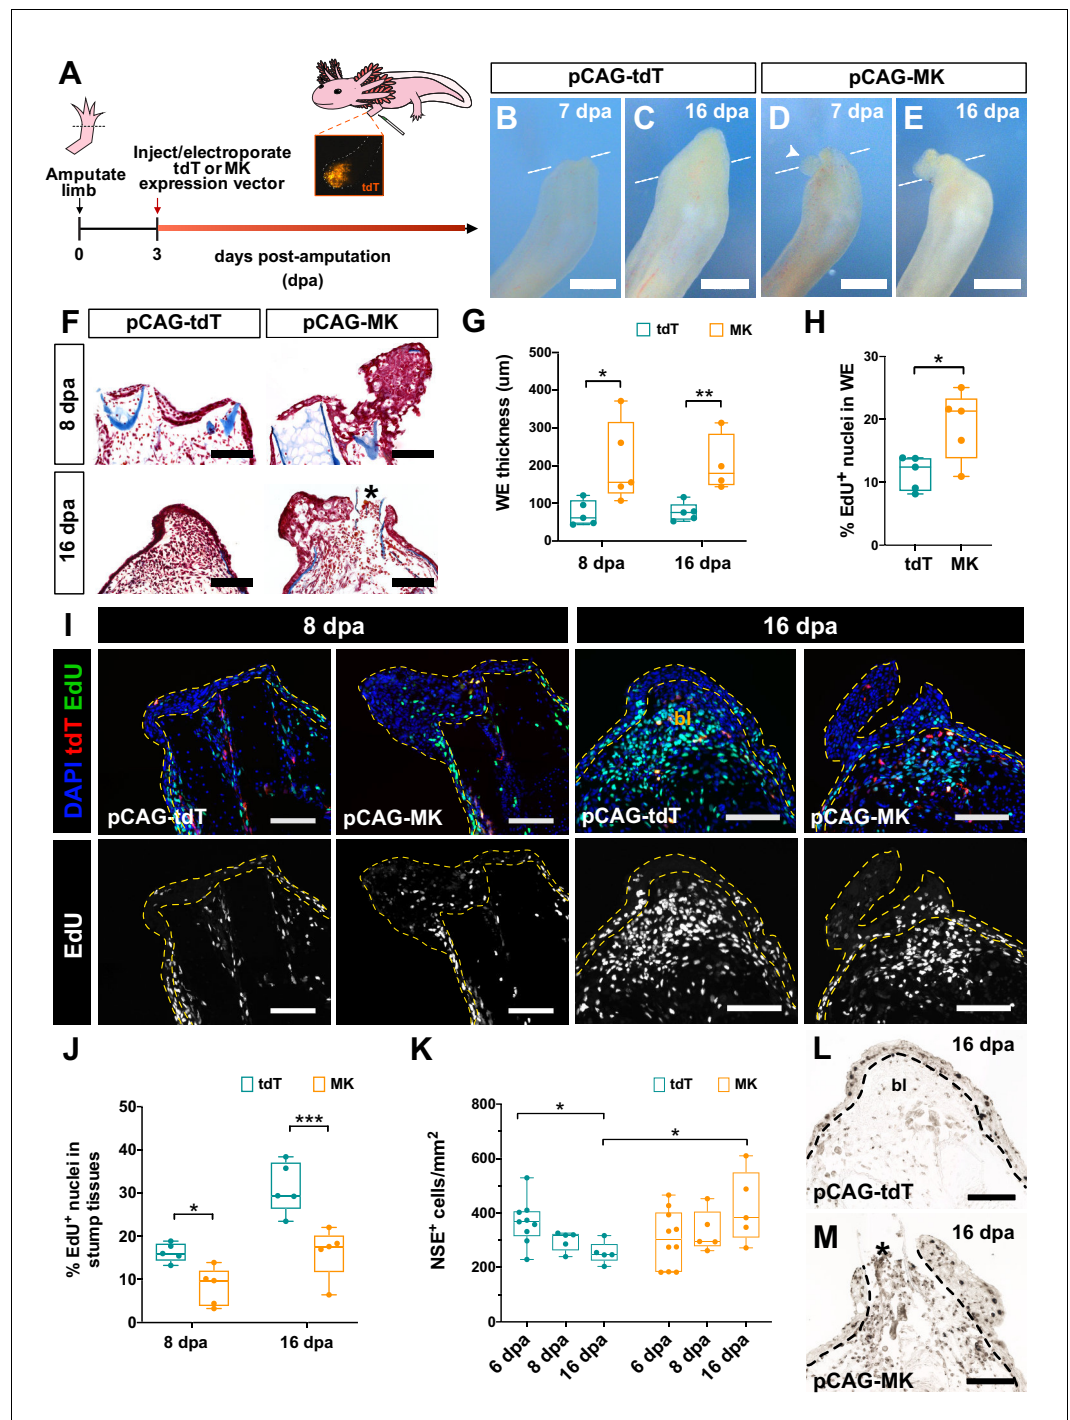 A
Amputate
limb
Inject/electroporate
tdT or MK
expression vector
tdT
0
3
days post-amputation
(dpa)
pCAG-tdT
pCAG-MK
B
7 dpa
C
16 dpa
D
7 dpa
E
16 dpa
F
pCAG-tdT
pCAG-MK
8 dpa
16 dpa
*
G
tdT
MK
WE thickness (um)
500
400
300
200
100
0
*
**
8 dpa
16 dpa
H
% EdU+ nuclei in WE
30
20
10
0
*
tdT
MK
I
8 dpa
16 dpa
DAPI tdT EdU
pCAG-tdT
pCAG-MK
bl
pCAG-tdT
pCAG-MK
EdU
J
tdT
MK
% EdU+ nuclei in
stump tissues
50
40
30
20
10
0
*
***
8 dpa
16 dpa
K
tdT
MK
NSE+ cells/mm2
800
600
400
200
0
*
*
6 dpa
8 dpa
16 dpa
6 dpa
8 dpa
16 dpa
L
16 dpa
bl
pCAG-tdT
M
16 dpa
*
pCAG-MK